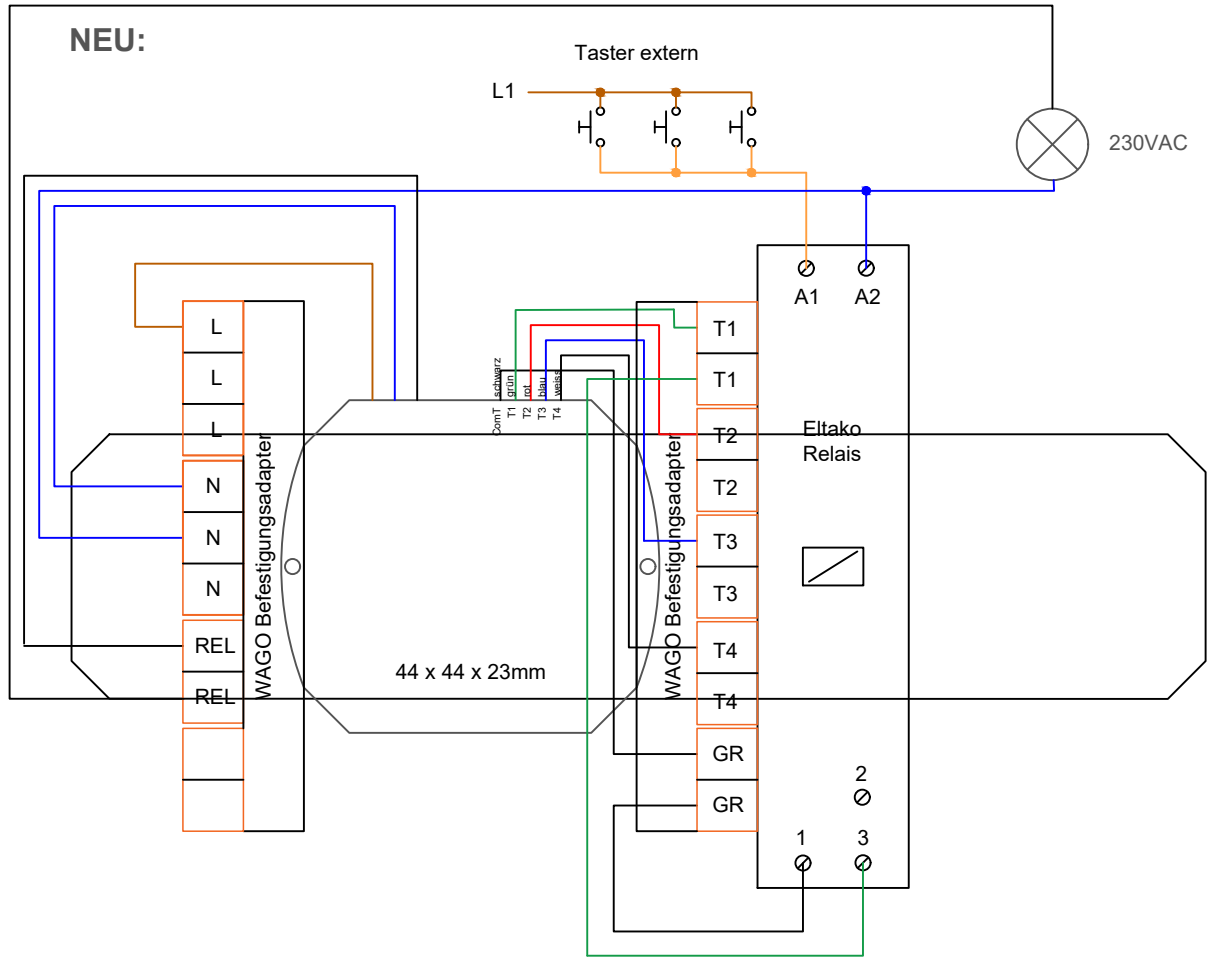 NEU:
Taster extern
L1
230VAC
A1
A2
L
L
L
N
N
N
REL
REL
WAGO Befestigungsadapter
schwarz
grün
rot
blau
weiss
ComT
T1
T2
T3
T4
44 x 44 x 23mm
WAGO Befestigungsadapter
T1
T1
T2
T2
T3
T3
T4
T4
GR
GR
Eltako
Relais
2
1
3